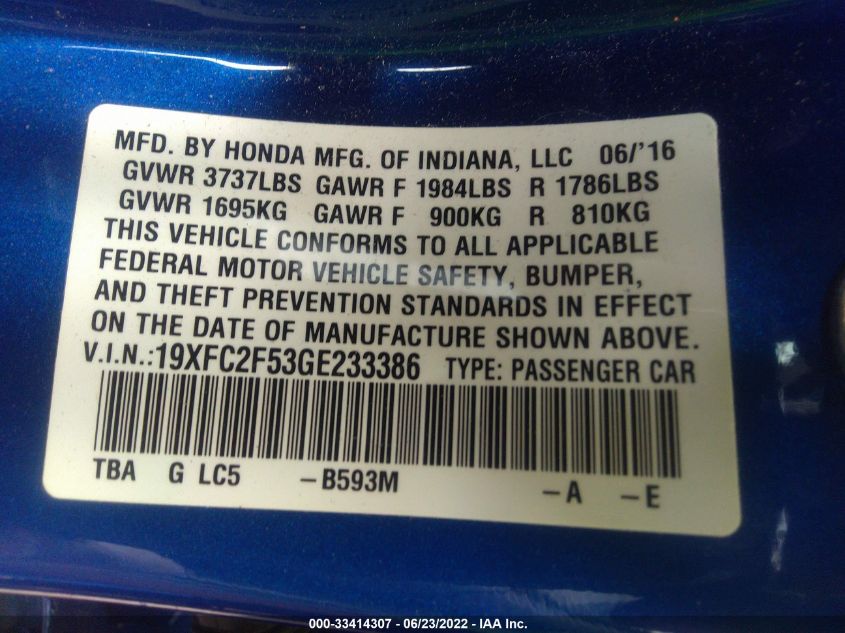 MFD. BY HONDA MFG. OF INDIANA, LLC 06/'16
GVWR 3737LBS GAWR F 1984LBS R 1786LBS
GVWR 1695KG GAWR F 900KG R 810KG
THIS VEHICLE CONFORMS TO ALL APPLICABLE
FEDERAL MOTOR VEHICLE SAFETY, BUMPER,
AND THEFT PREVENTION STANDARDS IN EFFECT
ON THE DATE OF MANUFACTURE SHOWN ABOVE.
V.I.N.:19XFC2F53GE233386 TYPE: PASSENGER CAR
TBA G LC5 -B593M -A -E
000-33414307 - 06/23/2022 - IAA Inc.